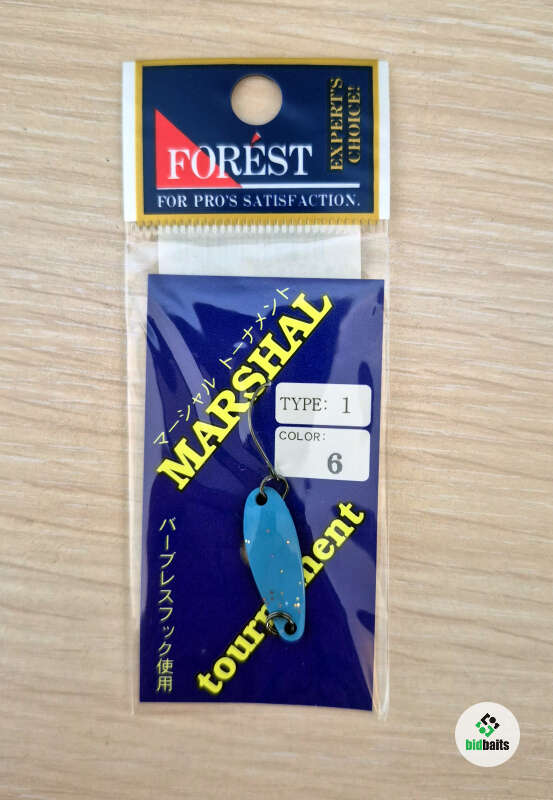 EXPERT'S
CHOICE!
FORÉST
FOR PRO'S SATISFACTION.
マーシャル トーナメント
MARSHAL
TYPE: 1
COLOR:
6
バーブレスフック使用
bidbaits